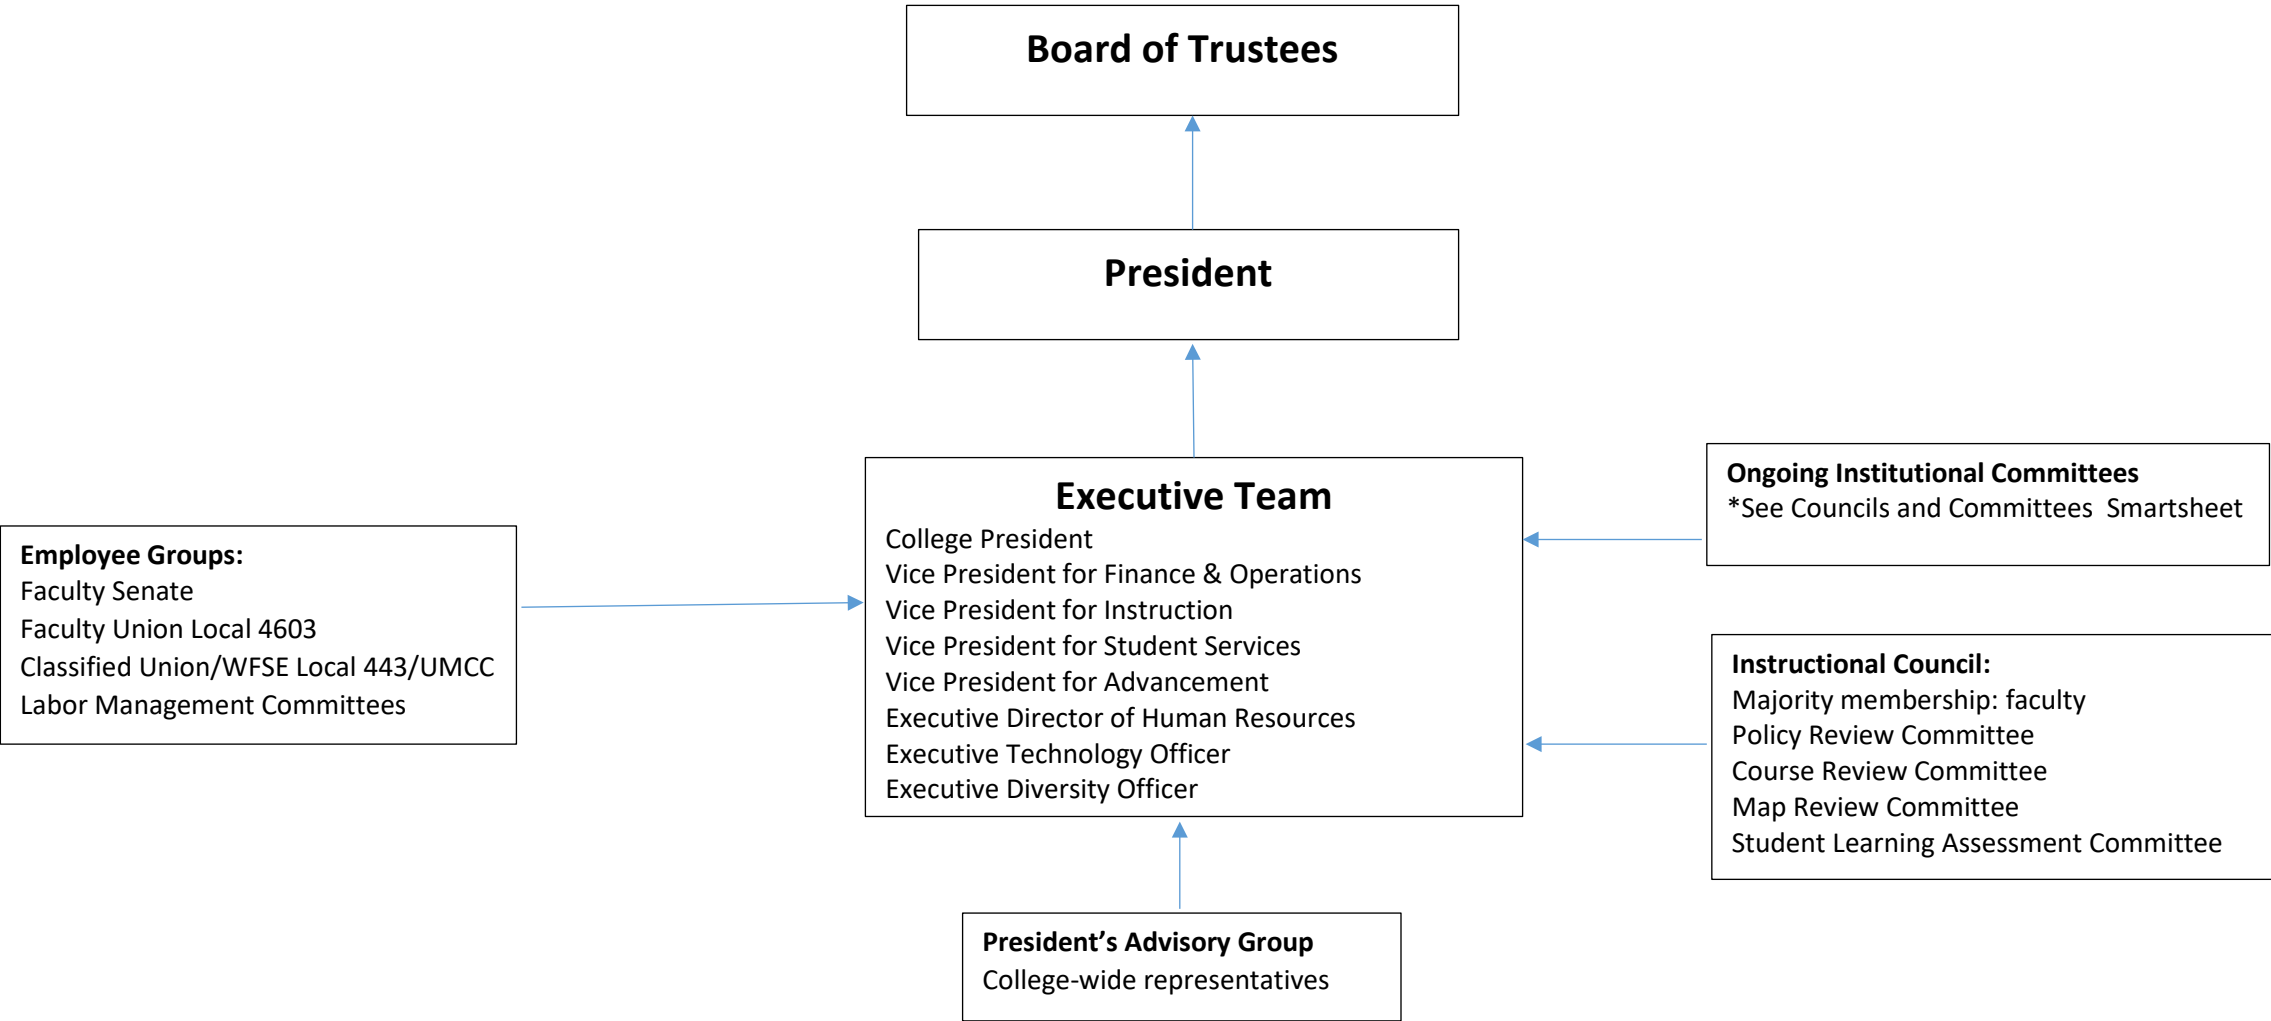 Board of Trustees
President
Executive Team
College President
Vice President for Finance & Operations
Vice President for Instruction
Vice President for Student Services
Vice President for Advancement
Executive Director of Human Resources
Executive Technology Officer
Executive Diversity Officer
Employee Groups:
Faculty Senate
Faculty Union Local 4603
Classified Union/WFSE Local 443/UMCC
Labor Management Committees
Ongoing Institutional Committees
*See Councils and Committees  Smartsheet
Instructional Council:
Majority membership: faculty
Policy Review Committee
Course Review Committee
Map Review Committee
Student Learning Assessment Committee
President’s Advisory Group
College-wide representatives